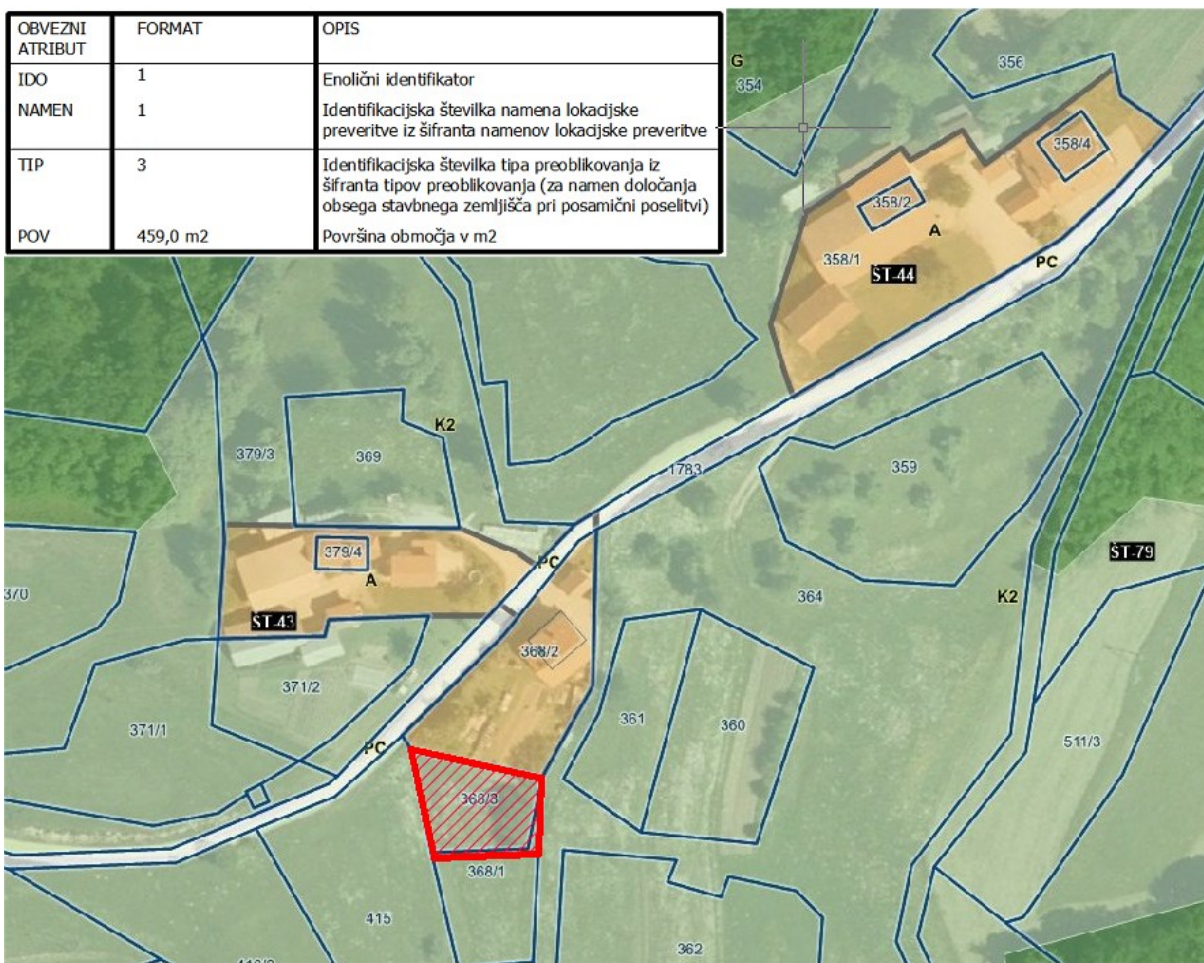 OBVEZNI ATRIBUT FORMAT OPIS
IDO 1 Enolični identifikator
NAMEN 1 Identifikacijska številka namena lokacijske
preveritve iz šifranta namenov lokacijske preveritve
TIP 3 Identifikacijska številka tipa preoblikovanja iz
šifranta tipov preoblikovanja (za namen določanja
obsega stavbnega zemljišča pri posamični poselitvi)
POV 459,0 m2 Površina območja v m2
G
354
356
358/4
358/2
A
358/1
PC
ŠT-44
K2
379/3
369
1783
359
379/4
PC
ŠT-79
A
370
364
K2
ŠT-43
368/2
371/2
361
360
371/1
PC
511/3
368/3
368/1
415
362